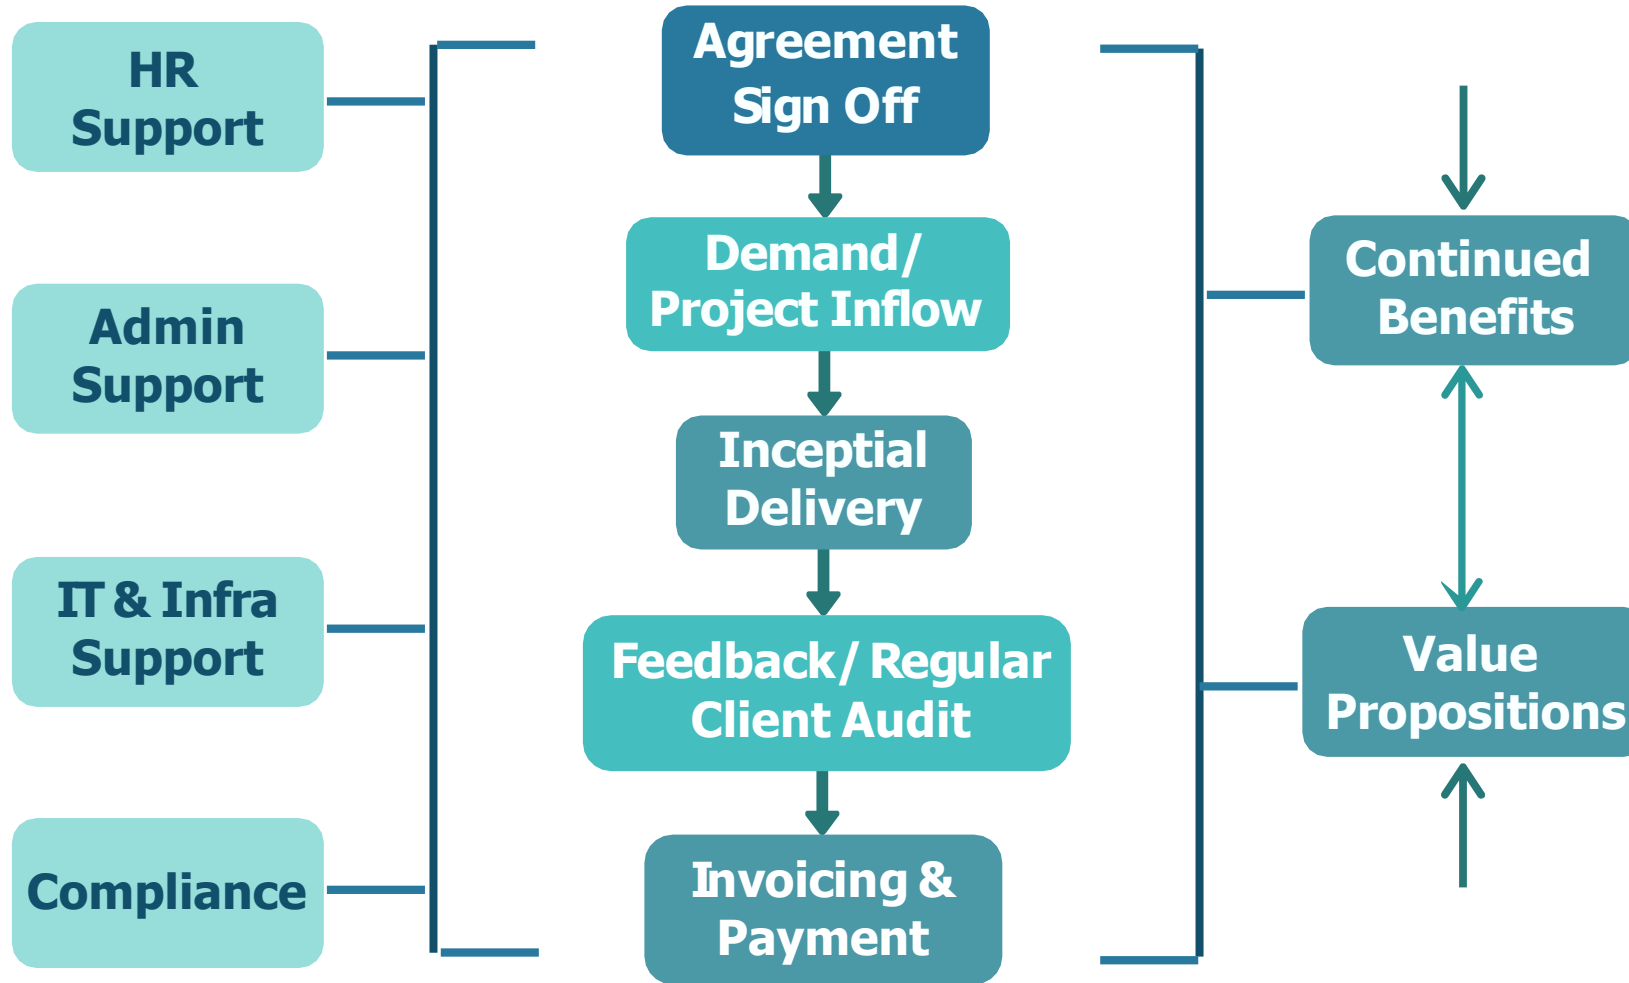 HR
Support
Admin
Support
IT & Infra
Support
Compliance
Agreement
Sign Off
Demand/
Project Inflow
Inceptial
Delivery
Feedback/ Regular
Client Audit
Invoicing &
Payment
Continued
Benefits
Value
Propositions